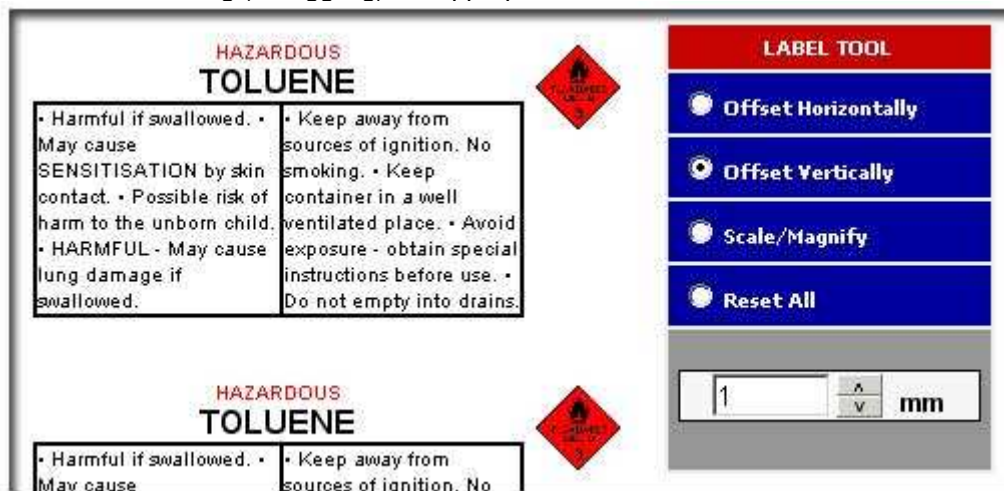 HAZARDOUS
TOLUENE
• Harmful if swallowed. •
May cause
SENSITISATION by skin
contact. • Possible risk of
harm to the unborn child.
• HARMFUL - May cause
lung damage if
swallowed.
• Keep away from
sources of ignition. No
smoking. • Keep
container in a well
ventilated place. • Avoid
exposure - obtain special
instructions before use. •
Do not empty into drains.
3
LABEL TOOL
Offset Horizontally
Offset Vertically
Scale/Magnify
Reset All
1
mm
HAZARDOUS
TOLUENE
• Harmful if swallowed. •
May cause
• Keep away from
sources of ignition. No
3